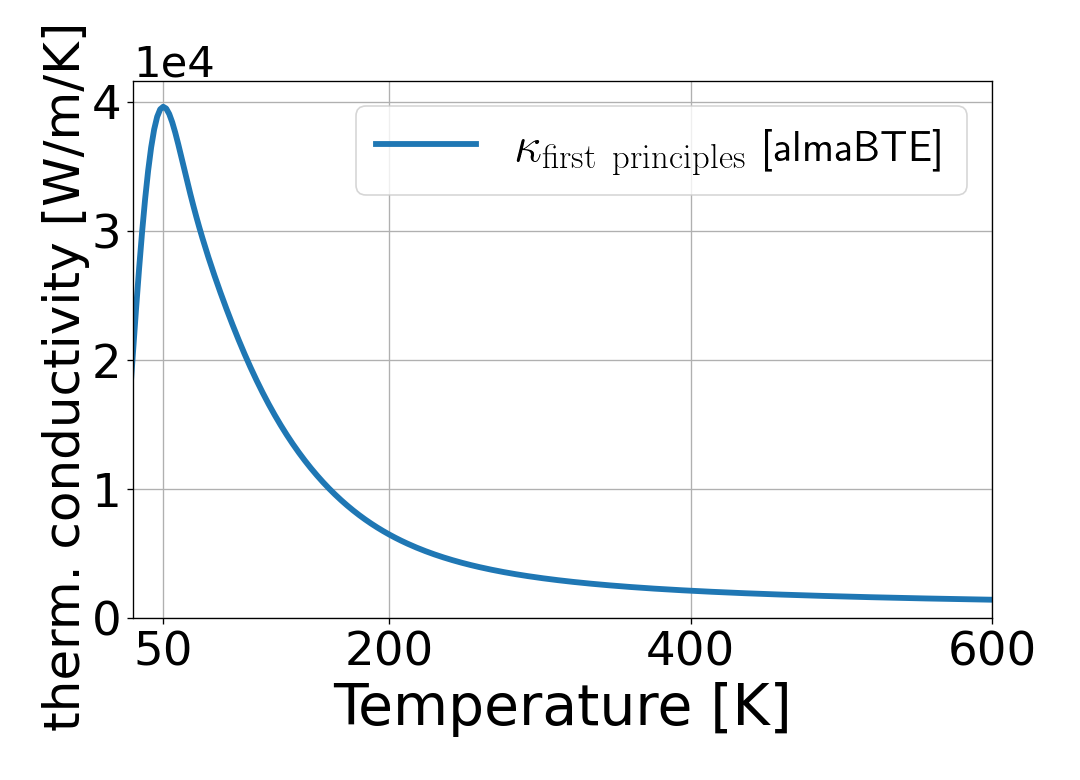 1e4
therm. conductivity [W/m/K]
4
3
2
1
0
κfirst principles [almaBTE]
50 200 400 600
Temperature [K]